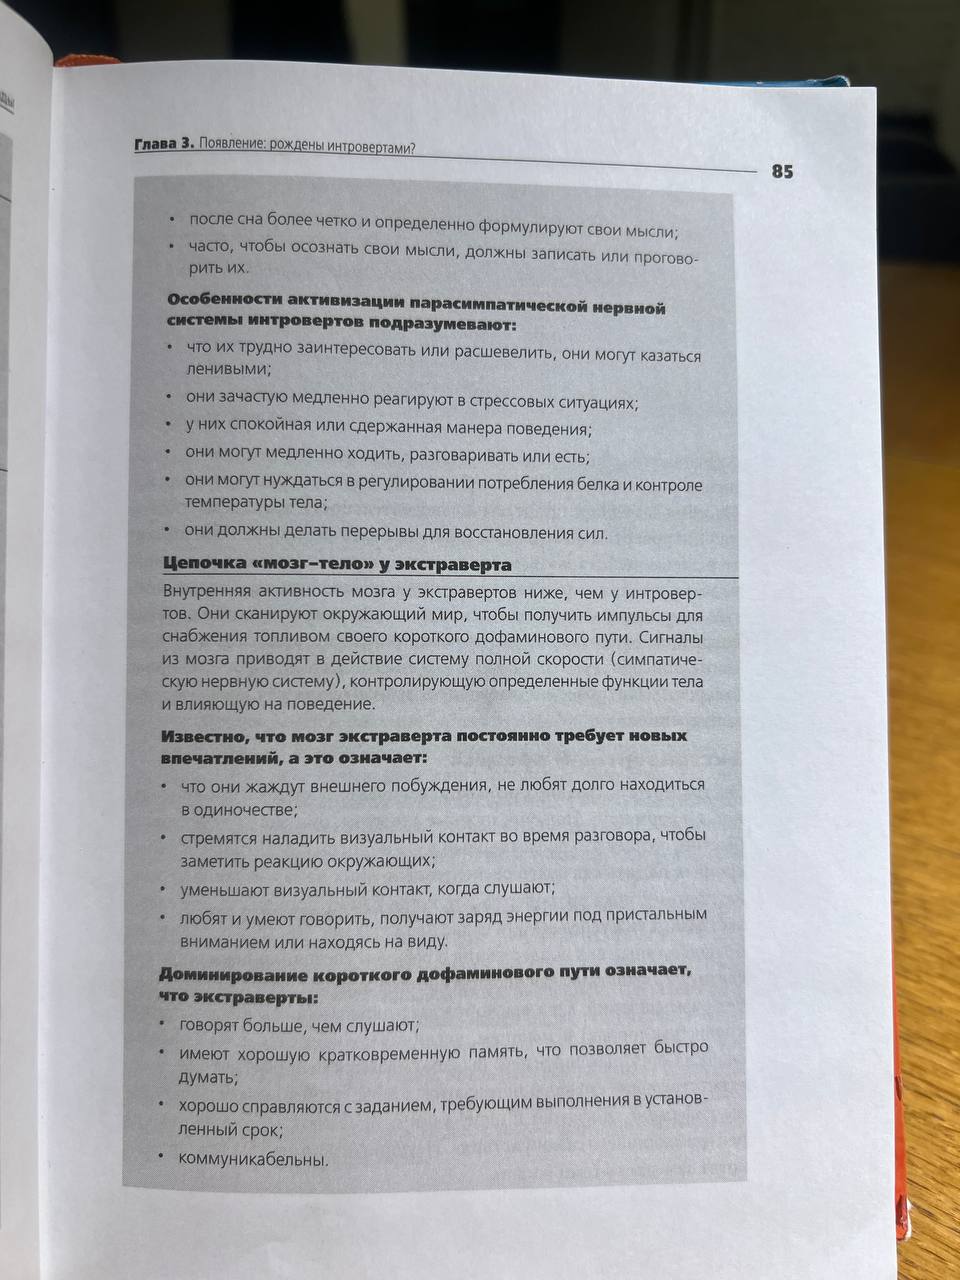 Глава 3. Появление: рождены интровертами?
85
• после сна более четко и определенно формулируют свои мысли;
• часто, чтобы осознать свои мысли, должны записать или прогово-
рить их.
Особенности активизации парасимпатической нервной
системы интровертов подразумевают:
• что их трудно заинтересовать или расшевелить, они могут казаться
ленивыми;
• они зачастую медленно реагируют в стрессовых ситуациях;
• у них спокойная или сдержанная манера поведения;
• они могут медленно ходить, разговаривать или есть;
• они могут нуждаться в регулировании потребления белка и контроле
температуры тела;
• они должны делать перерывы для восстановления сил.
Цепочка «мозг–тело» у экстраверта
Внутренняя активность мозга у экстравертов ниже, чем у интровер-
тов. Они сканируют окружающий мир, чтобы получить импульсы для
снабжения топливом своего короткого дофаминового пути. Сигналы
из мозга приводят в действие систему полной скорости (симпатиче-
скую нервную систему), контролирующую определенные функции тела
и влияющую на поведение.
Известно, что мозг экстраверта постоянно требует новых
впечатлений, а это означает:
• что они жаждут внешнего побуждения, не любят долго находиться
в одиночестве;
• стремятся наладить визуальный контакт во время разговора, чтобы
заметить реакцию окружающих;
• уменьшают визуальный контакт, когда слушают;
• любят и умеют говорить, получают заряд энергии под пристальным
вниманием или находясь на виду.
Доминирование короткого дофаминового пути означает,
что экстраверты:
• говорят больше, чем слушают;
• имеют хорошую кратковременную память, что позволяет быстро
думать;
• хорошо справляются с заданием, требующим выполнения в установ-
ленный срок;
• коммуникабельны.